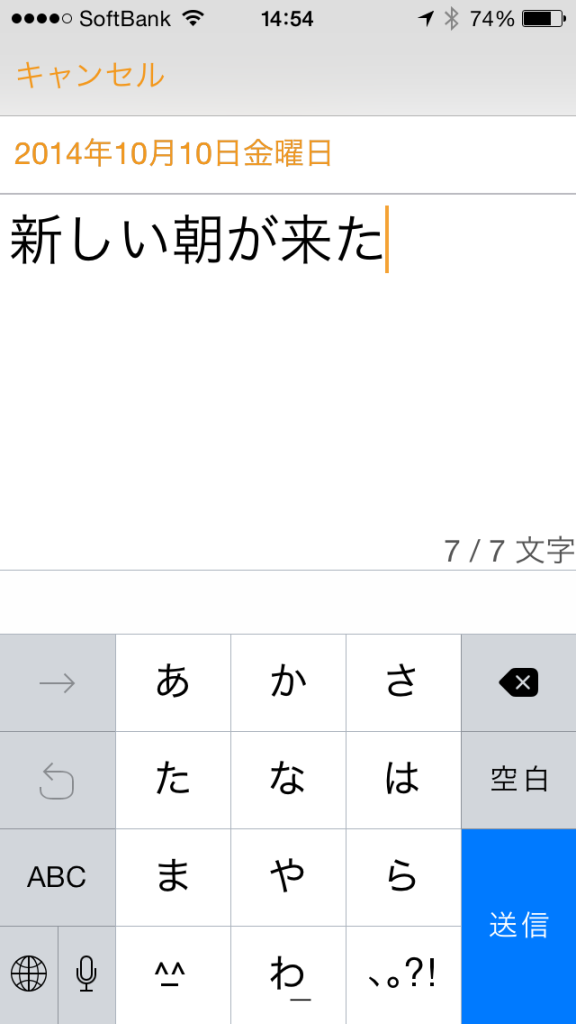 SoftBank 14:54 74%
キャンセル
2014年10月10日金曜日
新しい朝が来た
7 / 7 文字
→ あ か さ
た な は 空白
ABC ま や ら 送信
^_^ わ_ 、。?!